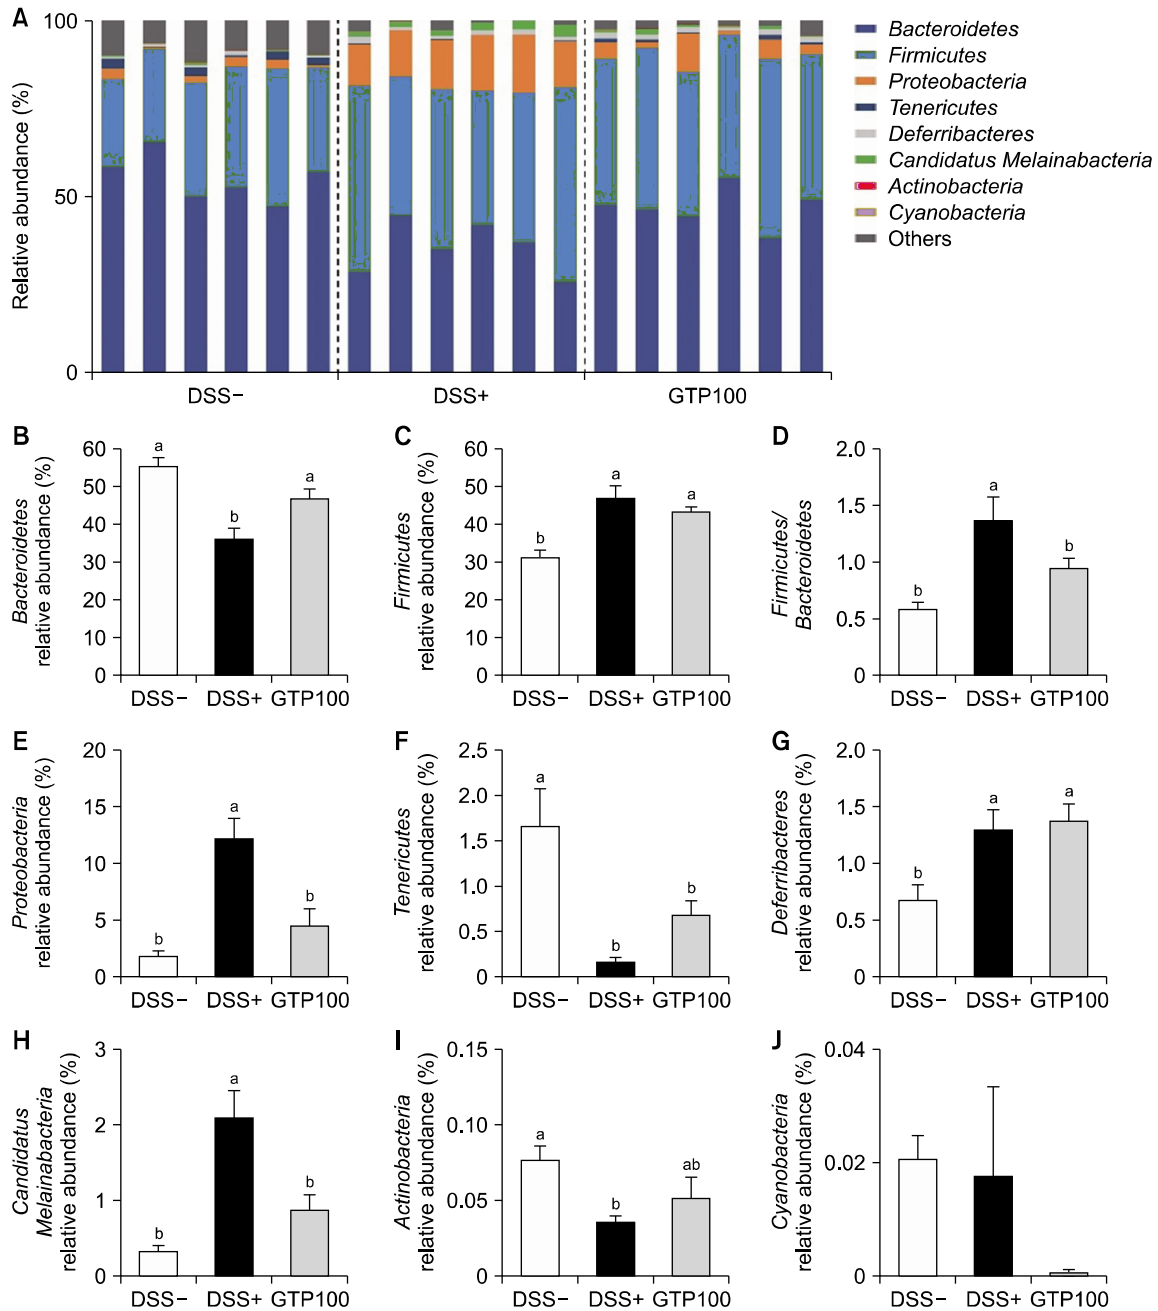 A
Relative abundance (%)
100
50
0
DSS−
DSS+
GTP100
Bacteroidetes
Firmicutes
Proteobacteria
Tenericutes
Deferribacteres
Candidatus Melainabacteria
Actinobacteria
Cyanobacteria
Others
B
Bacteroidetes
relative abundance (%)
60
50
40
30
20
10
0
a
b
a
DSS− DSS+ GTP100
C
Firmicutes
relative abundance (%)
60
50
40
30
20
10
0
b
a
a
DSS− DSS+ GTP100
D
Firmicutes/
Bacteroidetes
2.0
1.5
1.0
0.5
0
b
a
b
DSS− DSS+ GTP100
E
Proteobacteria
relative abundance (%)
20
15
10
5
0
b
a
b
DSS− DSS+ GTP100
F
Tenericutes
relative abundance (%)
2.5
2.0
1.5
1.0
0.5
0
a
b
b
DSS− DSS+ GTP100
G
Deferribacteres
relative abundance (%)
2.0
1.5
1.0
0.5
0
b
a
a
DSS− DSS+ GTP100
H
Candidatus
Melainabacteria
relative abundance (%)
3
2
1
0
b
a
b
DSS− DSS+ GTP100
I
Actinobacteria
relative abundance (%)
0.15
0.10
0.05
0
a
b
ab
DSS− DSS+ GTP100
J
Cyanobacteria
relative abundance (%)
0.04
0.02
0
DSS− DSS+ GTP100